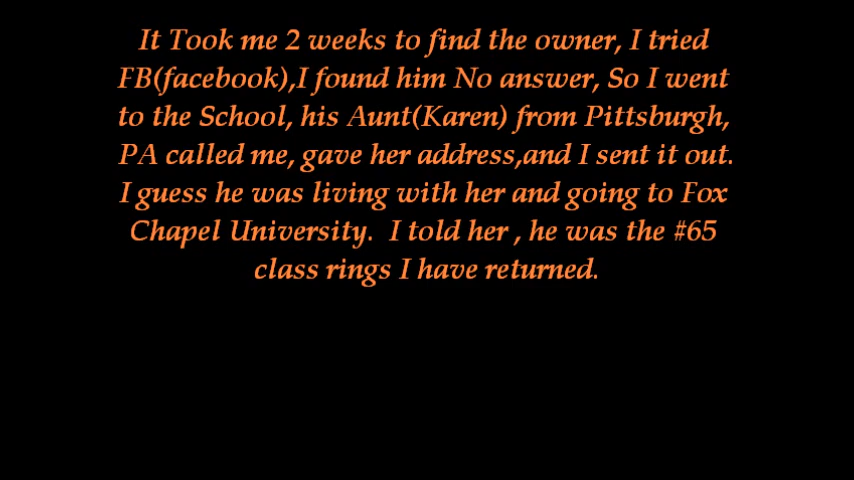 It Took me 2 weeks to find the owner, I tried
FB(facebook),I found him No answer, So I went
to the School, his Aunt(Karen) from Pittsburgh,
PA called me, gave her address,and I sent it out.
I guess he was living with her and going to Fox
Chapel University.  I told her , he was the #65
class rings I have returned.